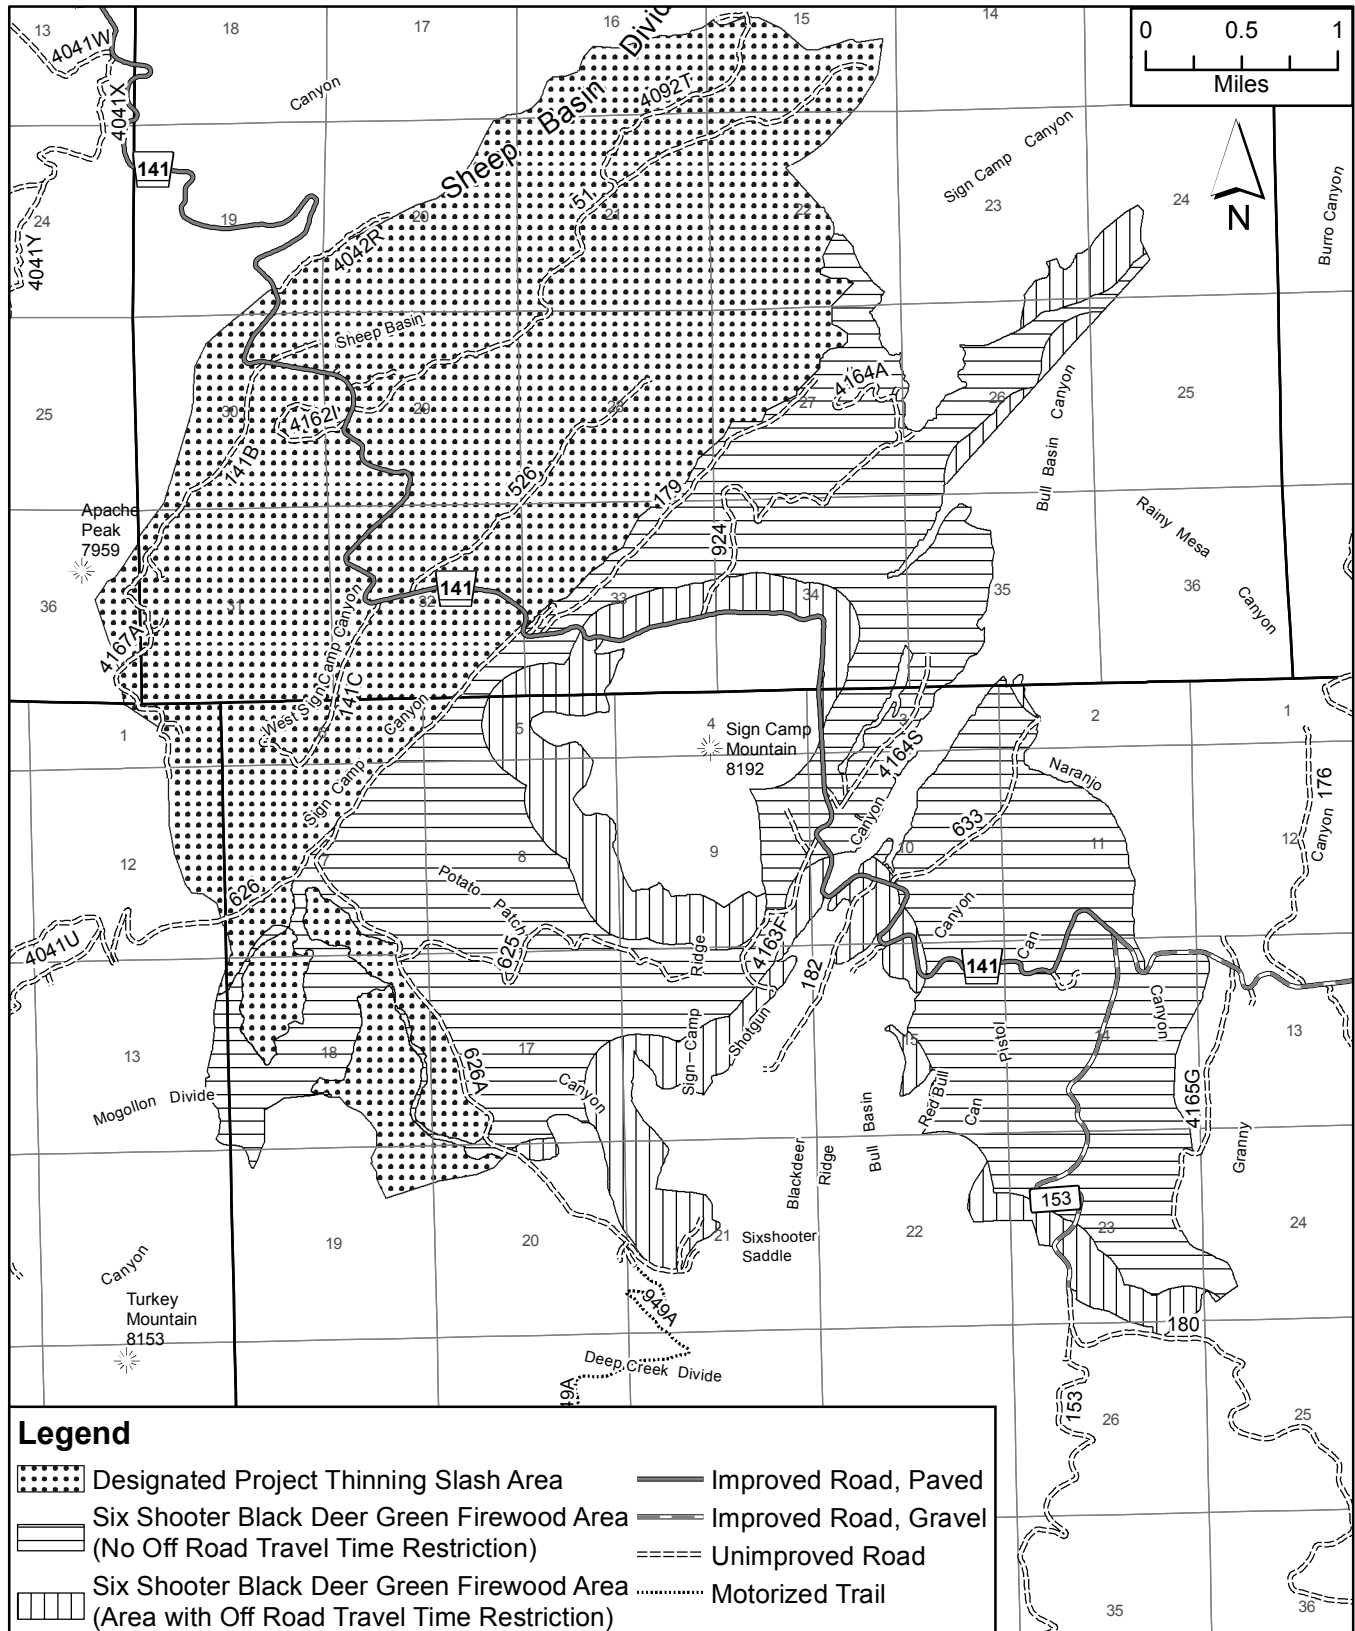 13
18
17
16
15
14
0 0.5 1
Miles
N
4041W
4041X
Canyon
Sheep Basin Divid
4092T
141
Sign Camp Canyon
24
19
20
21
22
23
24
4041Y
4042R
51
Burro Canyon
Sheep Basin
25
30
29
28
27
26
25
4162I
4164A
141B
526
179
924
Bull Basin Canyon
Rainy Mesa
Canyon
Apache
Peak
7959
36
31
32
33
34
35
36
141
4167A
West Sign Camp Canyon
141C
Sign Camp Canyon
1
6
5
4
3
2
1
Sign Camp
Mountain
8192
4164S
Canyon
Naranjo
176
Canyon
633
12
7
8
9
10
11
12
626
4041U
Potato Patch
625
Ridge
4163F
182
Canyon
Can
141
Canyon
13
18
17
15
14
13
626A
Canyon
Sign Camp
Shotgun
Pistol
Red Bull
Can
4165G
Granny
Mogollon Divide
Blackdeer
Ridge
Bull Basin
153
19
20
21
22
23
24
Sixshooter
Saddle
Canyon
Turkey
Mountain
8153
949A
180
Deep Creek Divide
49A
153
26
25
35
36
Legend
Designated Project Thinning Slash Area
Six Shooter Black Deer Green Firewood Area
(No Off Road Travel Time Restriction)
Six Shooter Black Deer Green Firewood Area
(Area with Off Road Travel Time Restriction)
Improved Road, Paved
Improved Road, Gravel
Unimproved Road
Motorized Trail